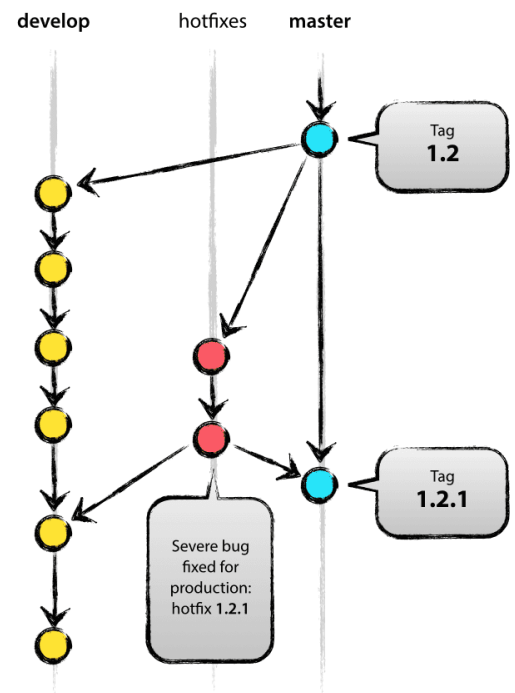 develop
hotfixes
master
Tag
1.2
Tag
1.2.1
Severe bug
fixed for
production:
hotfix 1.2.1